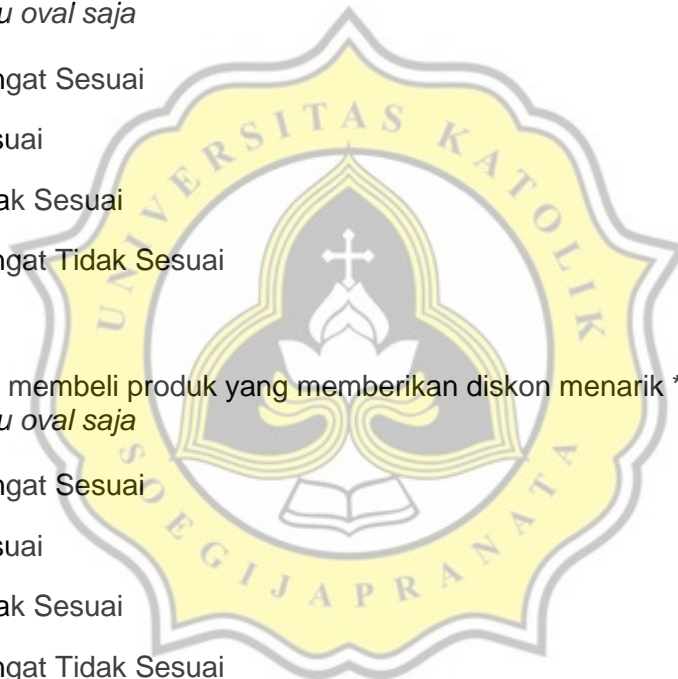 u oval saja
ngat Sesuai
suai
ak Sesuai
ngat Tidak Sesuai
membeli produk yang memberikan diskon menarik *
u oval saja
ngat Sesuai
suai
ak Sesuai
ngat Tidak Sesuai
UNIVERSITAS KATOLIK
SOEGIJAPRANATA